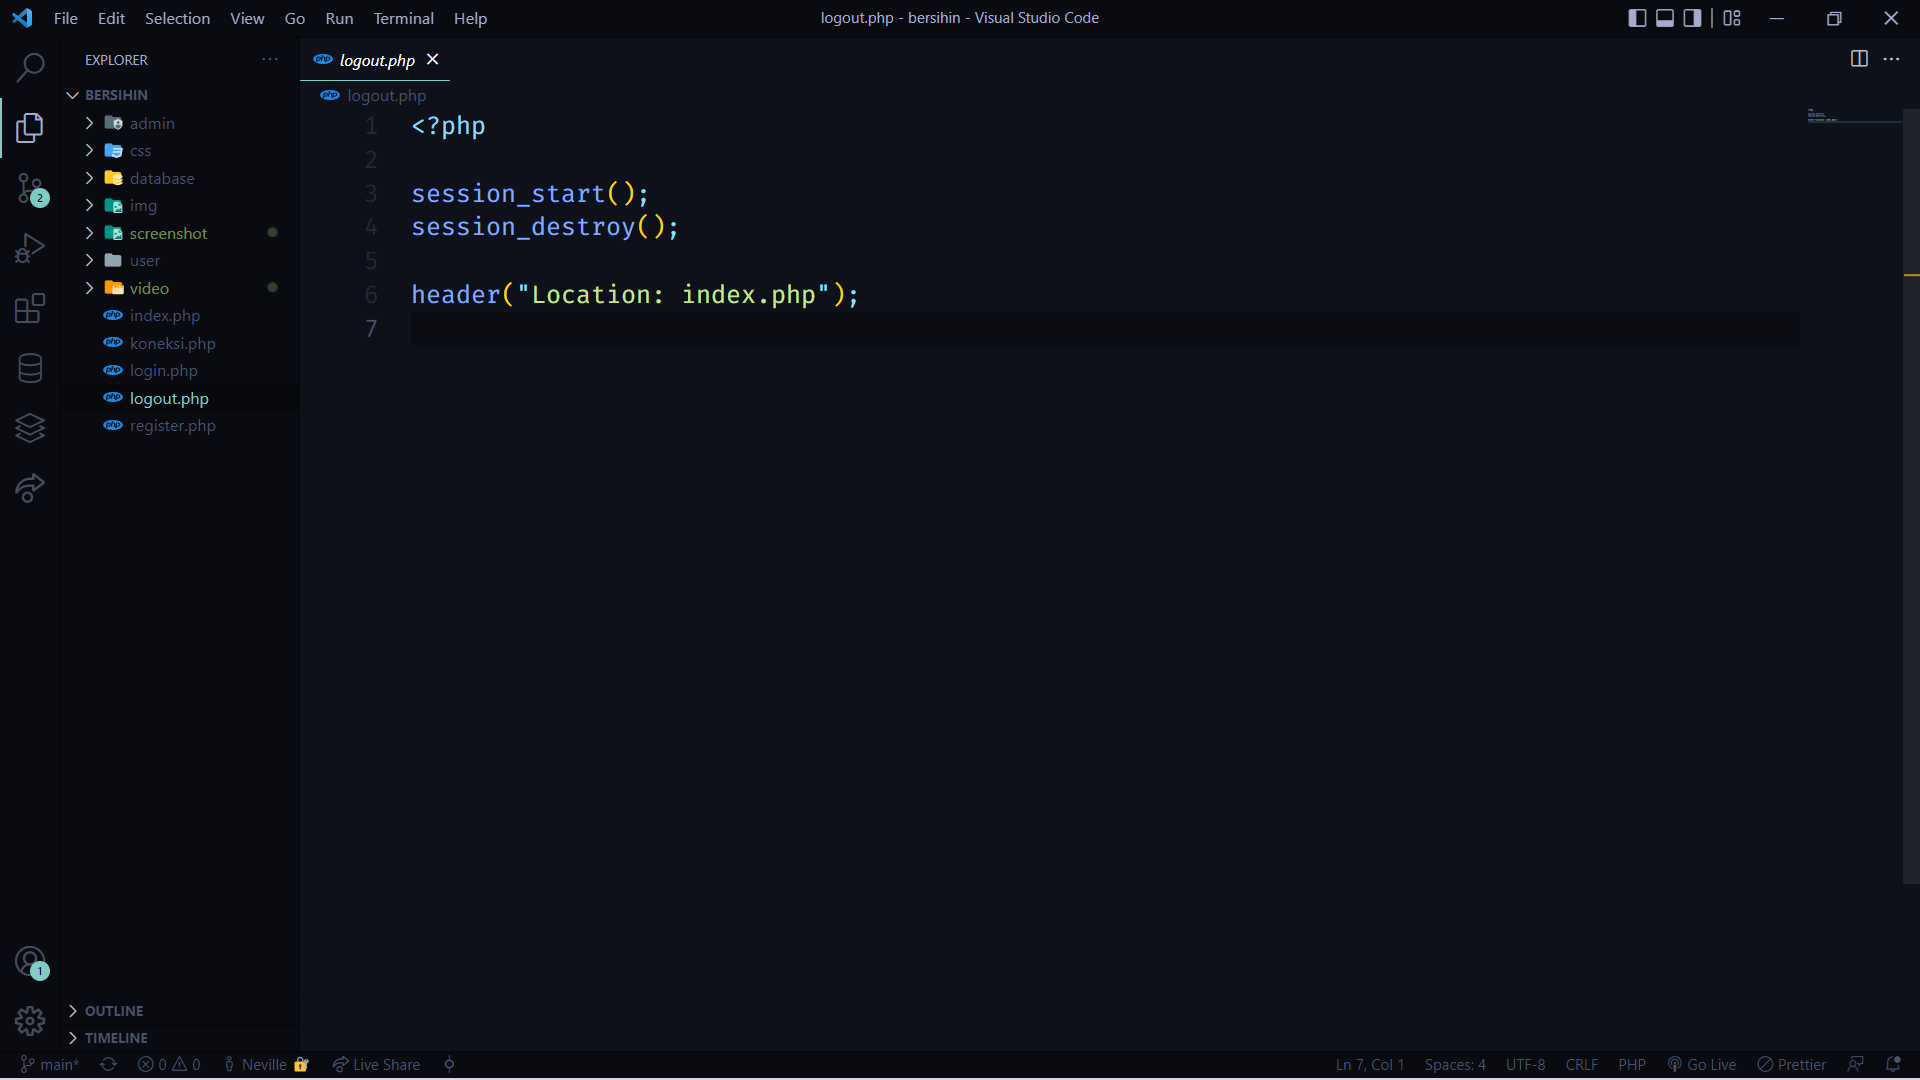 File Edit Selection View Go Run Terminal Help
logout.php - bersihin - Visual Studio Code
EXPLORER
BERSIHIN
admin
css
database
img
screenshot
user
video
index.php
koneksi.php
login.php
logout.php
register.php
OUTLINE
TIMELINE
2
1
logout.php
logout.php
1 <?php
2
3 session_start();
4 session_destroy();
5
6 header("Location: index.php");
7
main* 0 0 Neville Live Share
Ln 7, Col 1 Spaces: 4 UTF-8 CRLF PHP Go Live Prettier